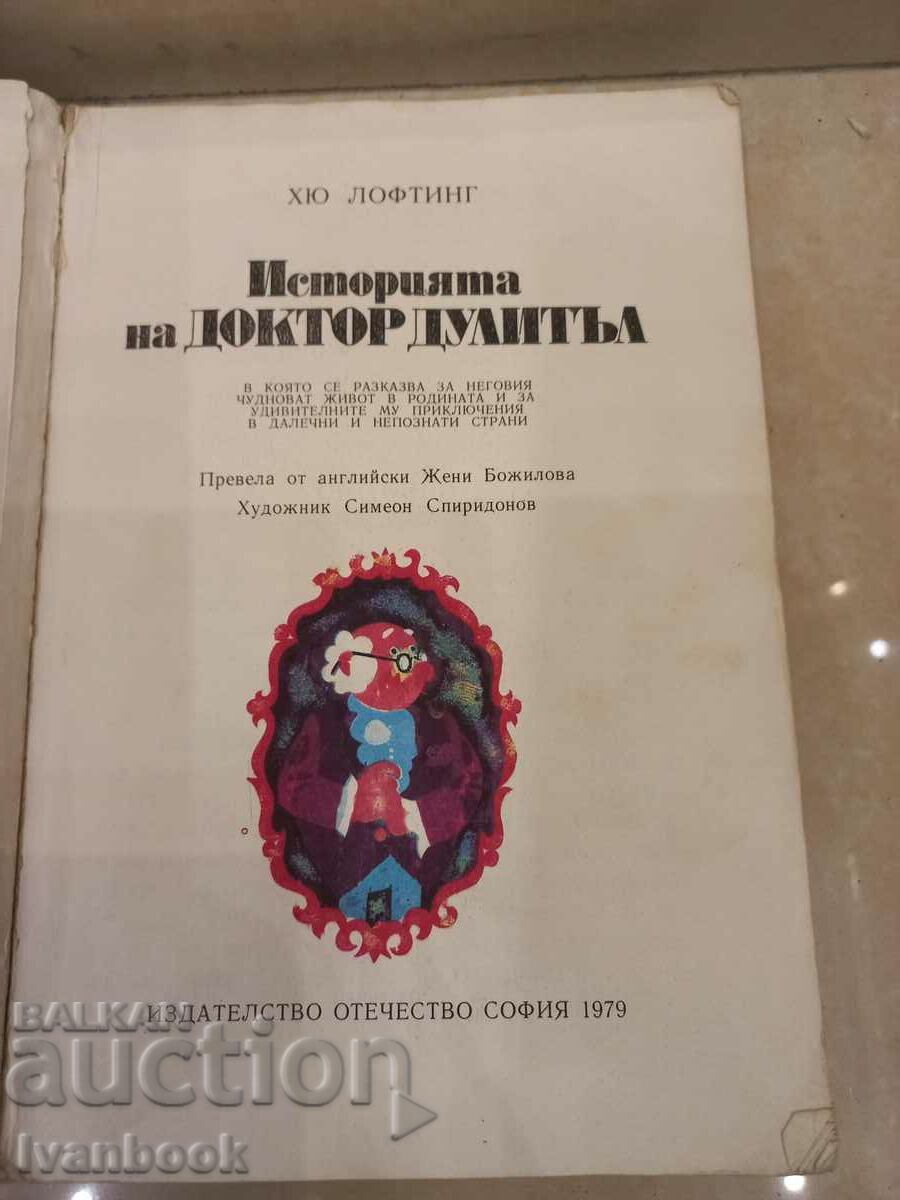 ХЮ ЛОФТИНГ
Историята
на ДОКТОР ДУЛИТЪЛ
В КОЯТО СЕ РАЗКАЗВА ЗА НЕГОВИЯ
ЧУДНОВАТ ЖИВОТ В РОДИНАТА И ЗА
УДИВИТЕЛНИТЕ МУ ПРИКЛЮЧЕНИЯ
В ДАЛЕЧНИ И НЕПОЗНАТИ СТРАНИ
Превела от английски Жени Божилова
Художник Симеон Спиридонов
ИЗДАТЕЛСТВО ОТЕЧЕСТВО СОФИЯ 1979
BALKAN
auction
Ivanbook